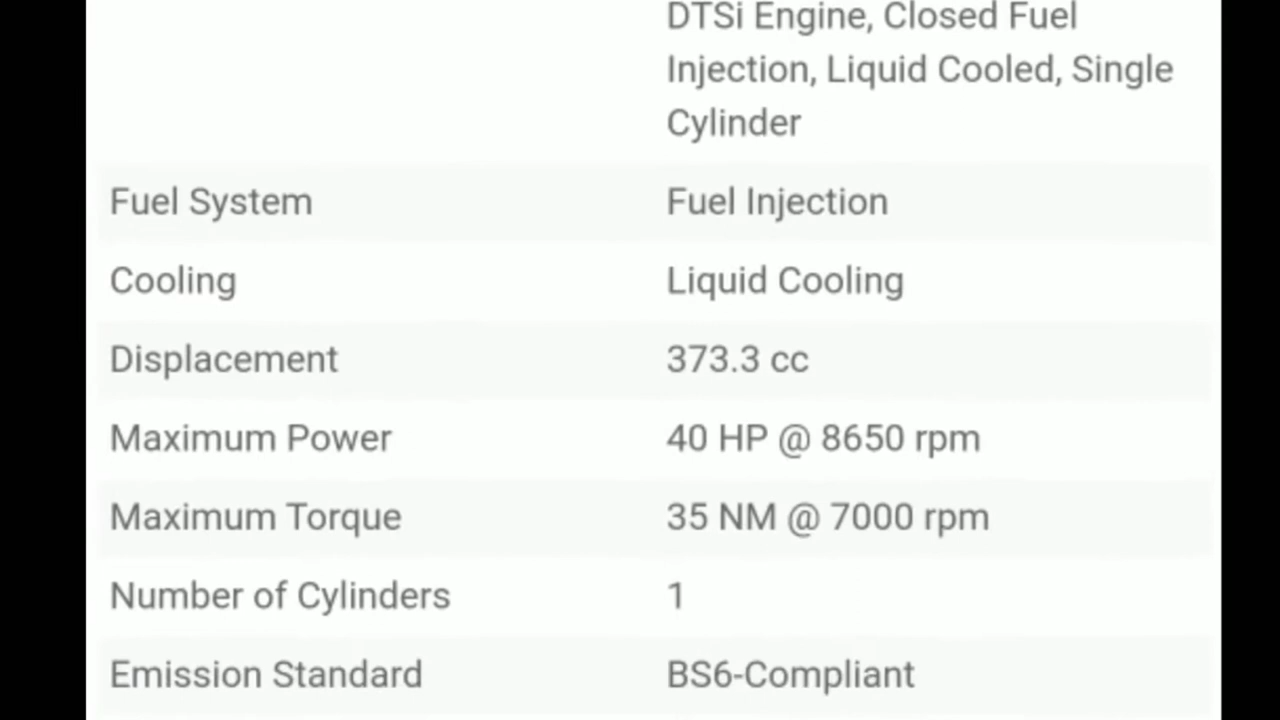 DTSi Engine, Closed Fuel
Injection, Liquid Cooled, Single
Cylinder
Fuel System Fuel Injection
Cooling Liquid Cooling
Displacement 373.3 cc
Maximum Power 40 HP @ 8650 rpm
Maximum Torque 35 NM @ 7000 rpm
Number of Cylinders 1
Emission Standard BS6-Compliant